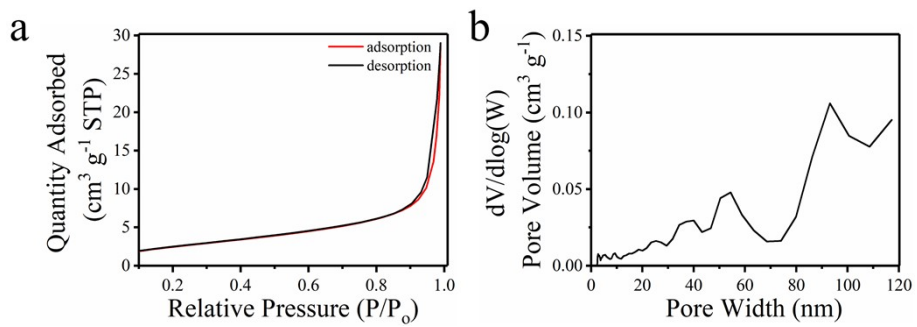 a
30
25
20
15
10
5
0
0.2 0.4 0.6 0.8 1.0
Quantity Adsorbed
(cm³ g⁻¹ STP)
Relative Pressure (P/Pₒ)
adsorption
desorption
b
0.15
0.10
0.05
0.00
0 20 40 60 80 100 120
dV/dlog(W)
Pore Volume (cm³ g⁻¹)
Pore Width (nm)